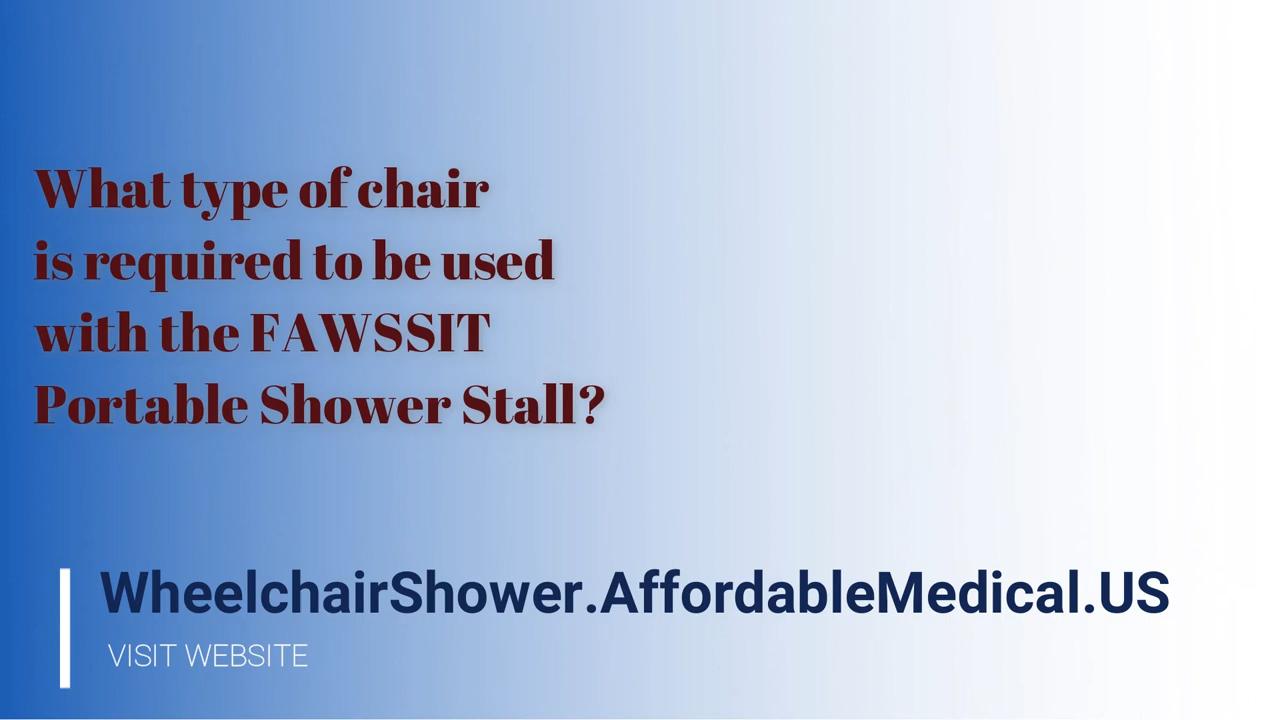 What type of chair
is required to be used
with the FAWSSIT
Portable Shower Stall?
WheelchairShower.AffordableMedical.US
VISIT WEBSITE